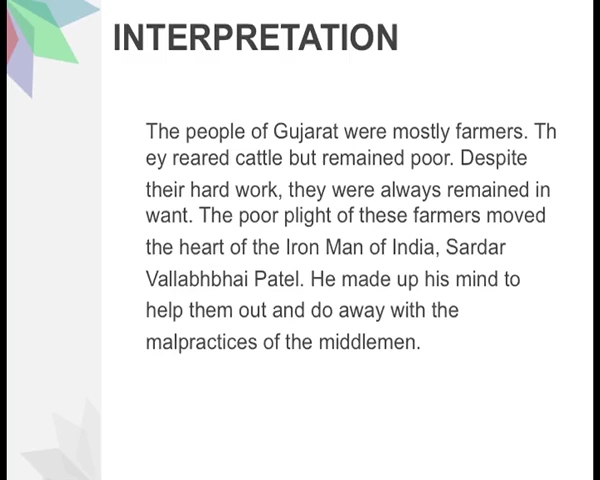 INTERPRETATION
The people of Gujarat were mostly farmers. Th
ey reared cattle but remained poor. Despite
their hard work, they were always remained in
want. The poor plight of these farmers moved
the heart of the Iron Man of India, Sardar
Vallabhbhai Patel. He made up his mind to
help them out and do away with the
malpractices of the middlemen.